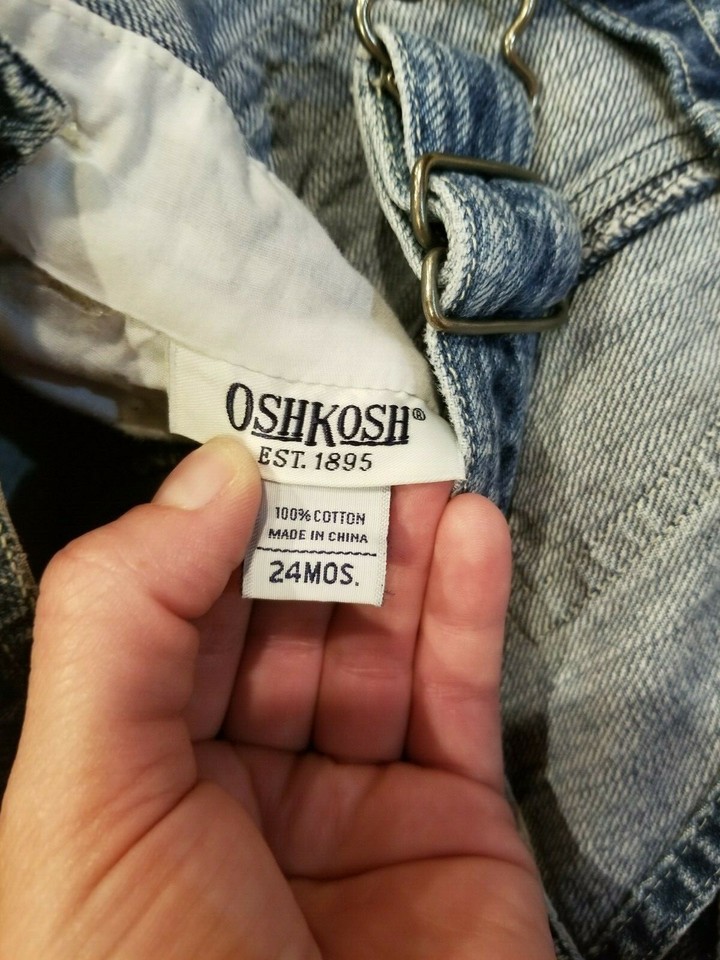 OSHKOSH®
EST. 1895
100% COTTON
MADE IN CHINA
24MOS.